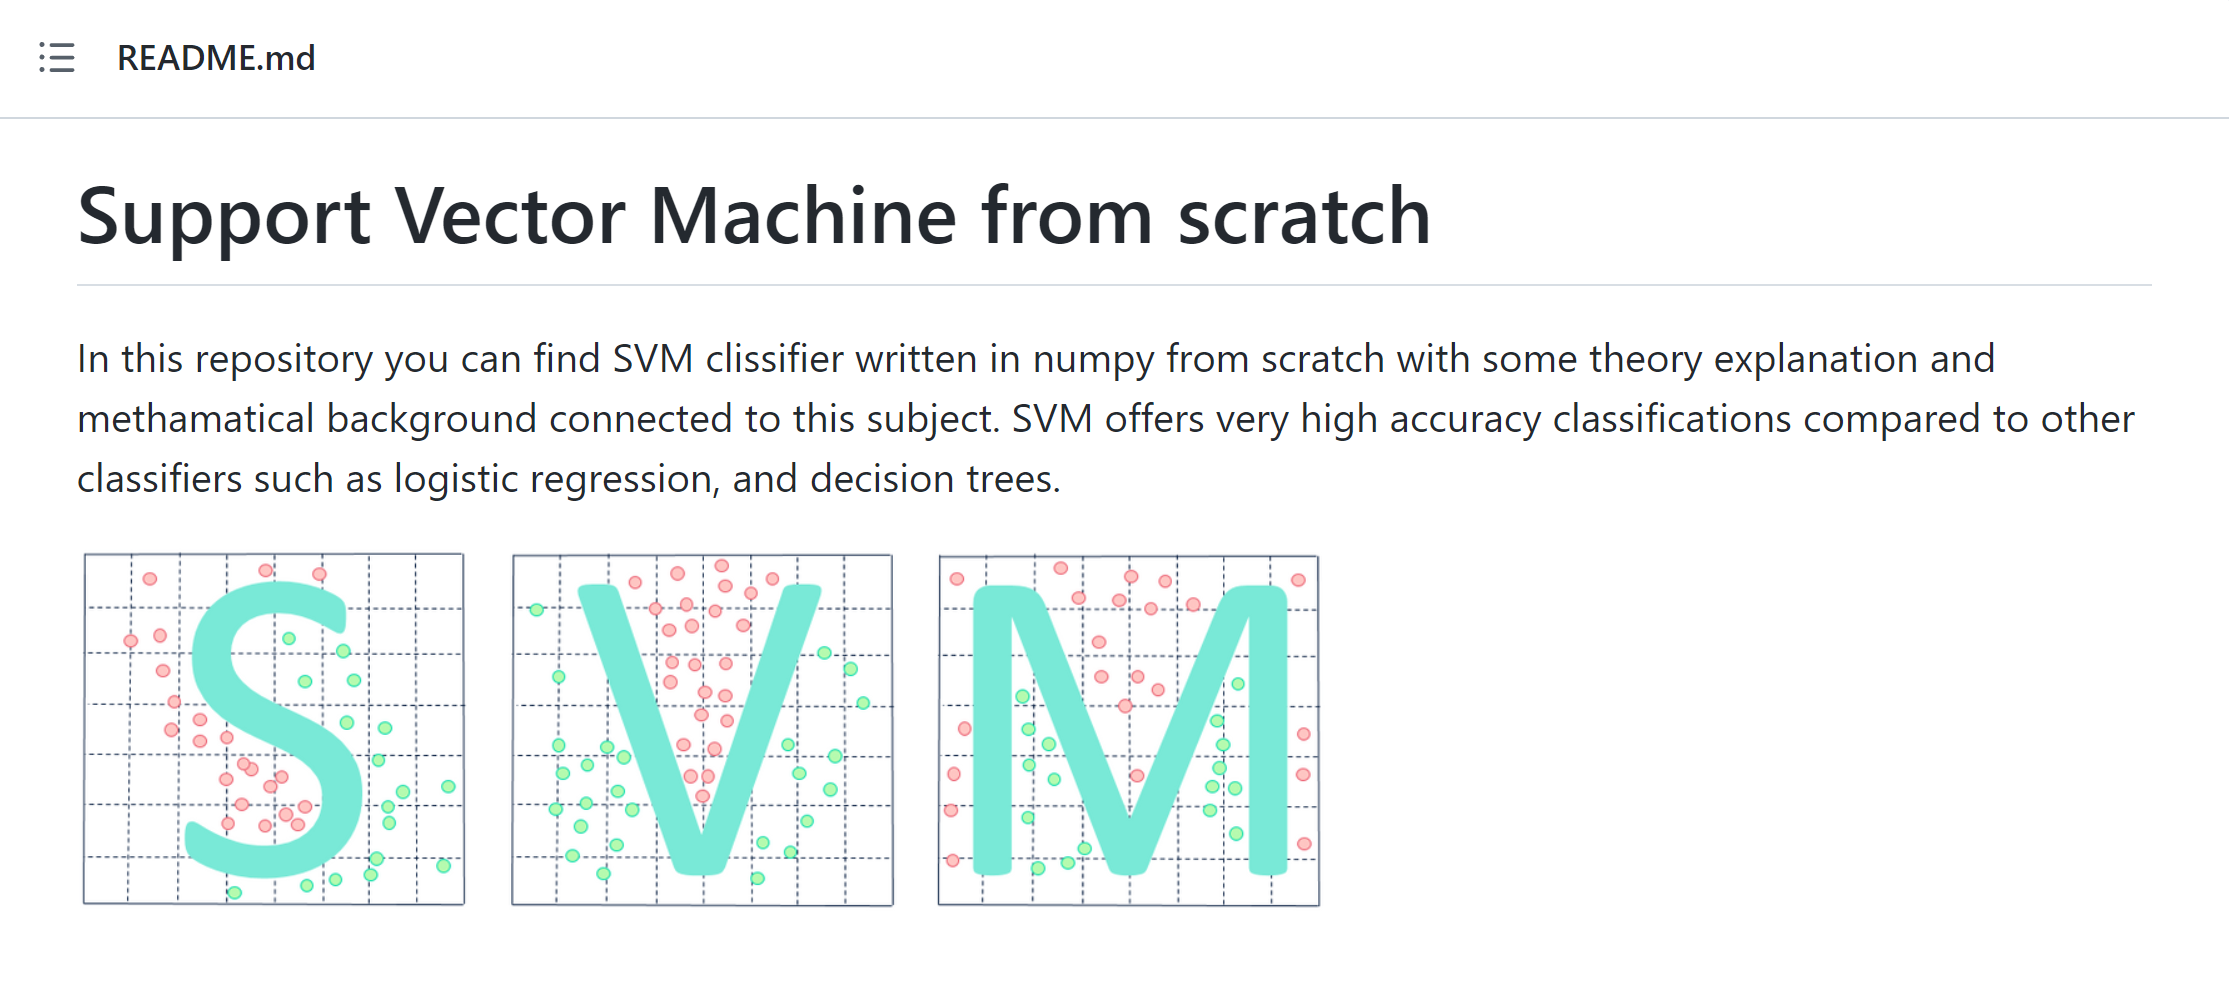 README.md
Support Vector Machine from scratch
In this repository you can find SVM clissifier written in numpy from scratch with some theory explanation and
methamatical background connected to this subject. SVM offers very high accuracy classifications compared to other
classifiers such as logistic regression, and decision trees.
S V M